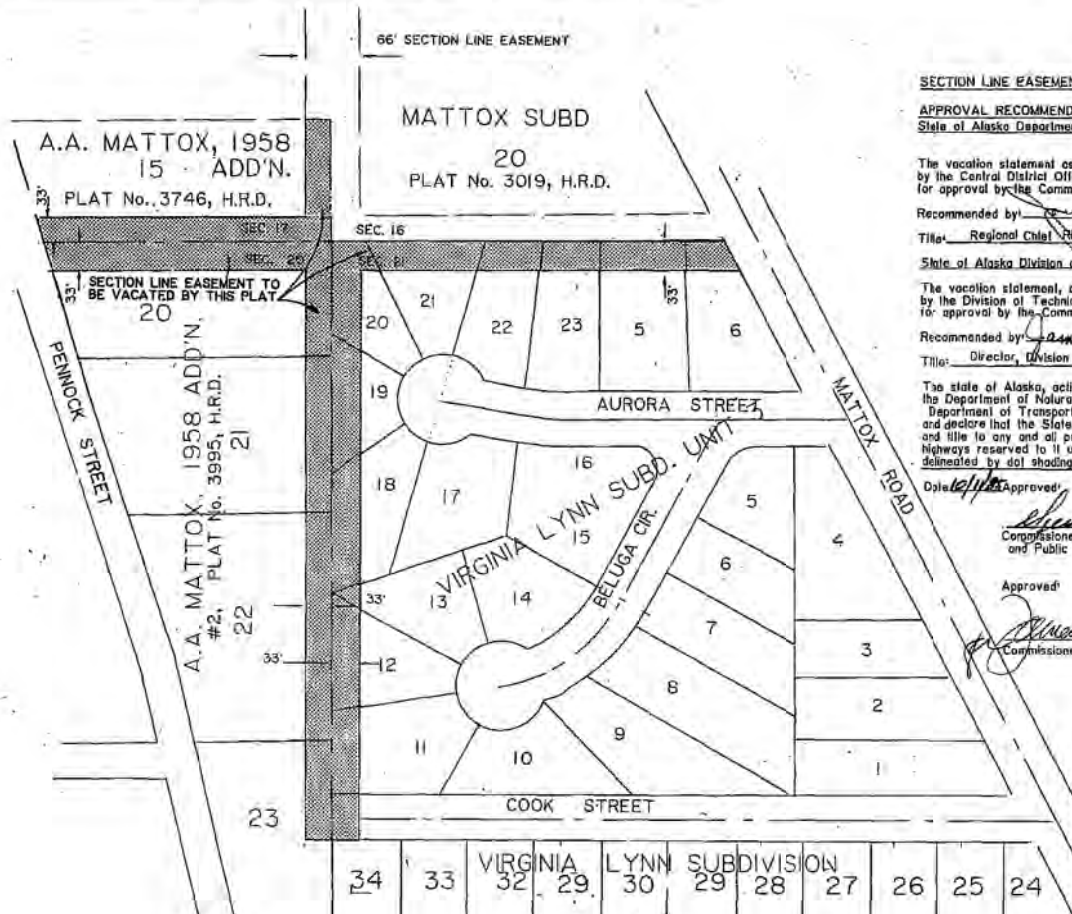 66' SECTION LINE EASEMENT
MATTOX SUBD
20
PLAT No. 3019, H.R.D.
A.A. MATTOX, 1958
15 ADD'N.
PLAT No. 3746, H.R.D.
33'
SEC. 17
SEC. 16
SEC. 20
SEC. 21
33'
33'
SECTION LINE EASEMENT TO
BE VACATED BY THIS PLAT
20
21
22
23
A.A. MATTOX, 1958 ADD'N.
#2, PLAT No. 3995, H.R.D.
PENNOCK STREET
20
21
22
23
5
6
19
18
17
16
15
14
13
12
11
10
9
8
7
6
5
4
3
2
1
33'
33'
AURORA STREET
VIRGINIA LYNN SUBD. UNIT
BELUGA CIR.
MATTOX ROAD
COOK STREET
VIRGINIA LYNN SUBDIVISION
34 33 32 29 30 29 28 27 26 25 24
SECTION LINE EASEMEN
APPROVAL RECOMMEND
State of Alaska Departmen
The vacation statement as
by the Central District Off
for approval by the Comm
Recommended by
Title: Regional Chief Ri
State of Alaska Division o
The vacation statement, a
by the Division of Techni
for approval by the Comm
Recommended by
Title: Director, Division
The state of Alaska, acti
the Department of Natura
Department of Transport
and declare that the State
and title to any and all p
highways reserved to it u
delineated by dot shading
Date Approved:
Commissione
and Public
Approved:
Commissione